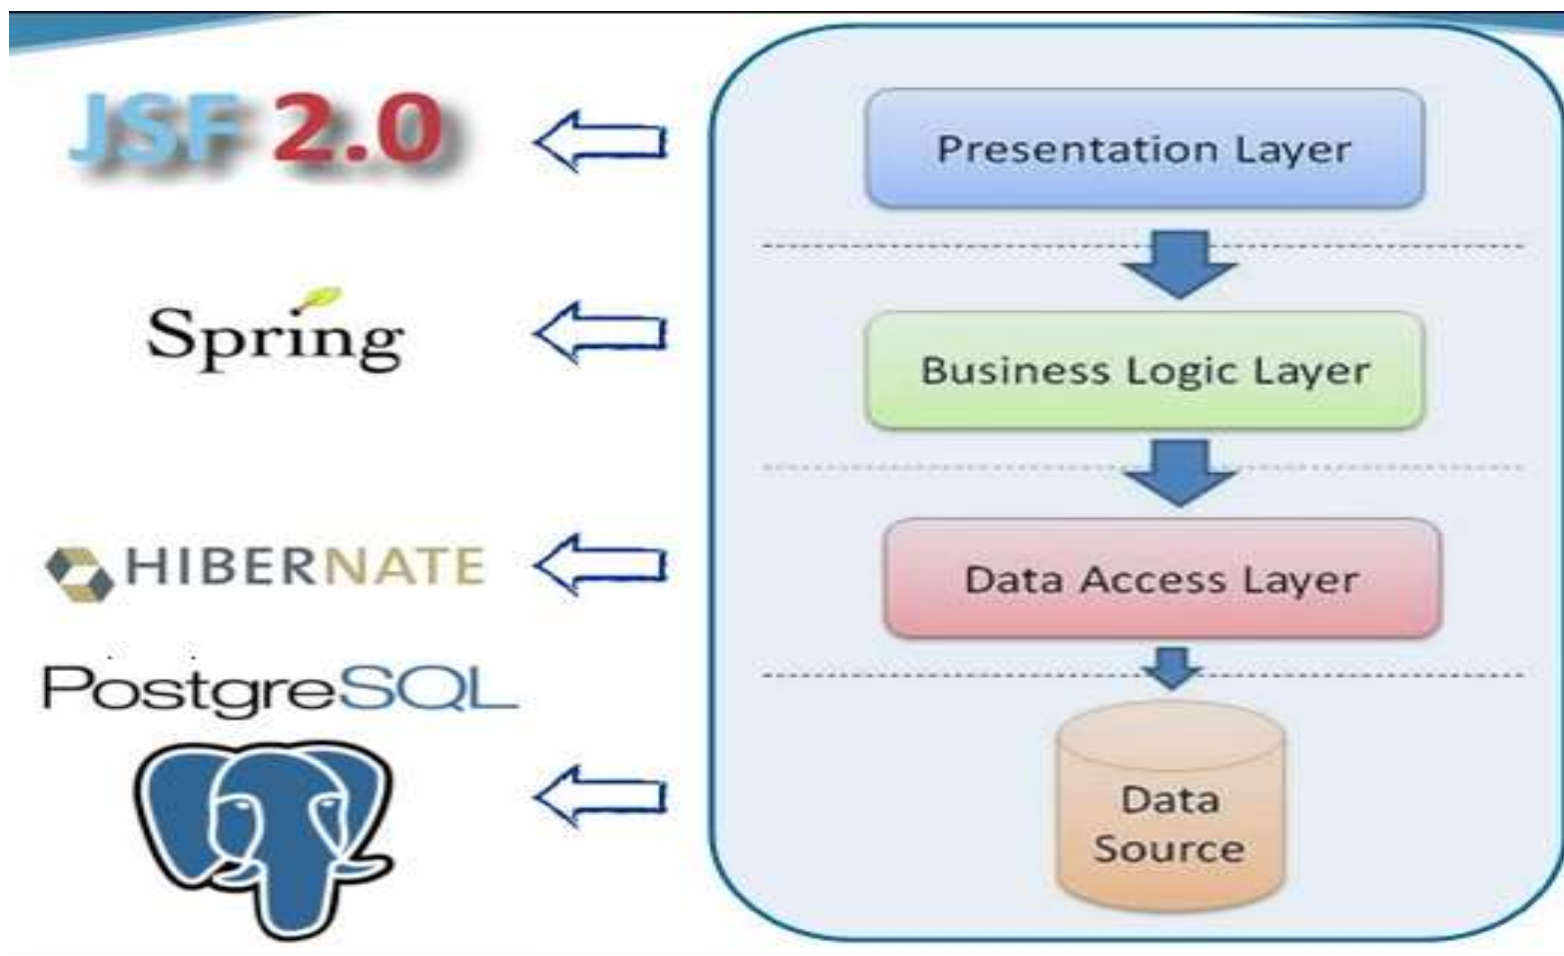 JSF 2.0
Presentation Layer
Spring
Business Logic Layer
HIBERNATE
Data Access Layer
PostgreSQL
Data
Source